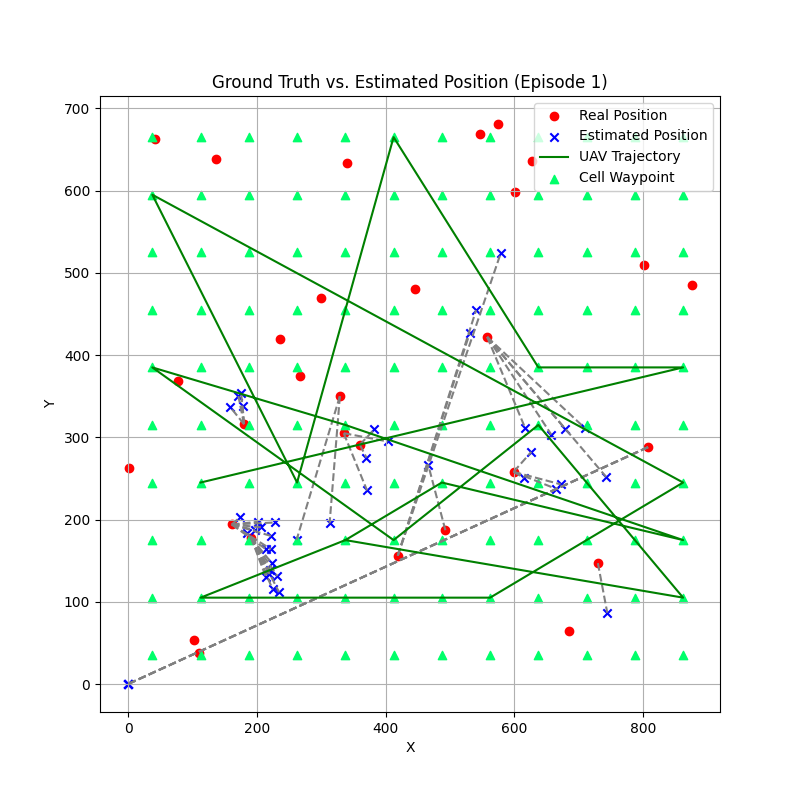 Ground Truth vs. Estimated Position (Episode 1)
Real Position
Estimated Position
UAV Trajectory
Cell Waypoint
700
600
500
400
300
200
100
0
Y
0 200 400 600 800
X